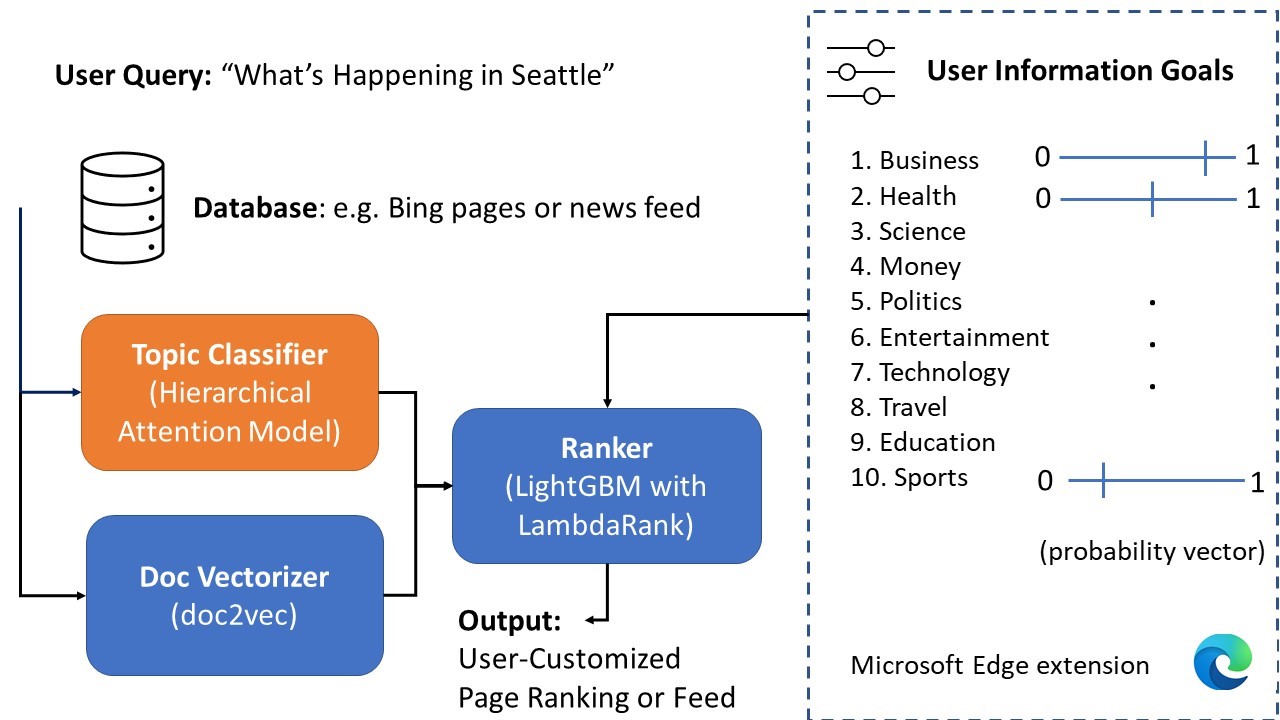 User Query: “What’s Happening in Seattle”
Database: e.g. Bing pages or news feed
Topic Classifier
(Hierarchical
Attention Model)
Doc Vectorizer
(doc2vec)
Ranker
(LightGBM with
LambdaRank)
Output:
User-Customized
Page Ranking or Feed
User Information Goals
1. Business 0 1
2. Health 0 1
3. Science
4. Money
5. Politics
6. Entertainment
7. Technology
8. Travel
9. Education
10. Sports 0 1
(probability vector)
Microsoft Edge extension